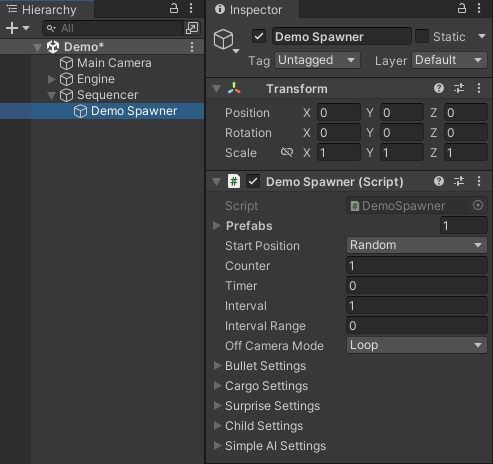 Hierarchy
All
Demo*
Main Camera
Engine
Sequencer
Demo Spawner
Inspector
Demo Spawner Static
Tag Untagged Layer Default
Transform
Position X 0 Y 0 Z 0
Rotation X 0 Y 0 Z 0
Scale X 1 Y 1 Z 1
# Demo Spawner (Script)
Script # DemoSpawner
Prefabs 1
Start Position Random
Counter 1
Timer 0
Interval 1
Interval Range 0
Off Camera Mode Loop
Bullet Settings
Cargo Settings
Surprise Settings
Child Settings
Simple AI Settings